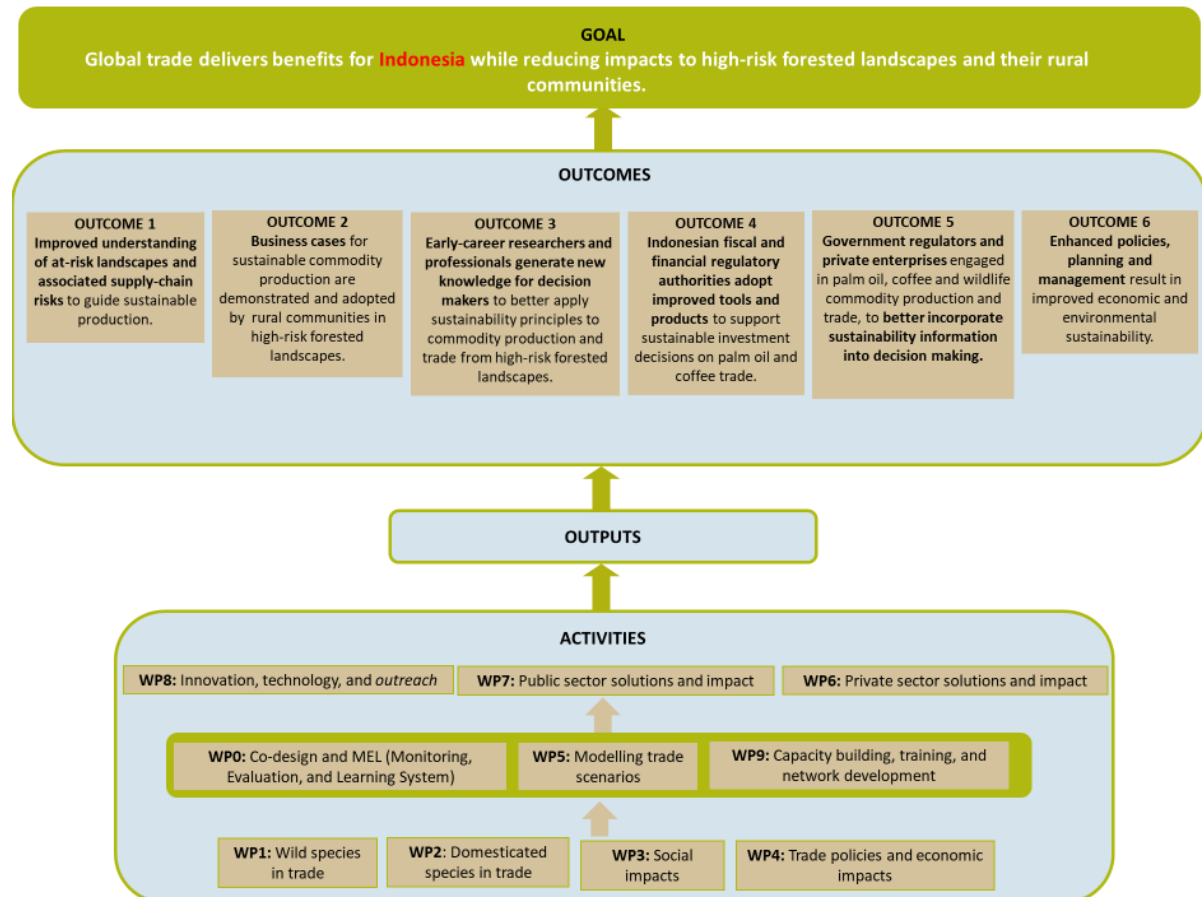 GOAL
Global trade delivers benefits for Indonesia while reducing impacts to high-risk forested landscapes and their rural
communities.
OUTCOMES
OUTCOME 1
Improved understanding
of at-risk landscapes and
associated supply-chain
risks to guide sustainable
production.
OUTCOME 2
Business cases for
sustainable commodity
production are
demonstrated and adopted
by rural communities in
high-risk forested
landscapes.
OUTCOME 3
Early-career researchers and
professionals generate new
knowledge for decision
makers to better apply
sustainability principles to
commodity production and
trade from high-risk forested
landscapes.
OUTCOME 4
Indonesian fiscal and
financial regulatory
authorities adopt
improved tools and
products to support
sustainable investment
decisions on palm oil and
coffee trade.
OUTCOME 5
Government regulators and
private enterprises engaged
in palm oil, coffee and wildlife
commodity production and
trade, to better incorporate
sustainability information
into decision making.
OUTCOME 6
Enhanced policies,
planning and
management result in
improved economic and
environmental
sustainability.
OUTPUTS
ACTIVITIES
WP8: Innovation, technology, and outreach
WP7: Public sector solutions and impact
WP6: Private sector solutions and impact
WP0: Co-design and MEL (Monitoring,
Evaluation, and Learning System)
WP5: Modelling trade
scenarios
WP9: Capacity building, training, and
network development
WP1: Wild species
in trade
WP2: Domesticated
species in trade
WP3: Social
impacts
WP4: Trade policies and economic
impacts